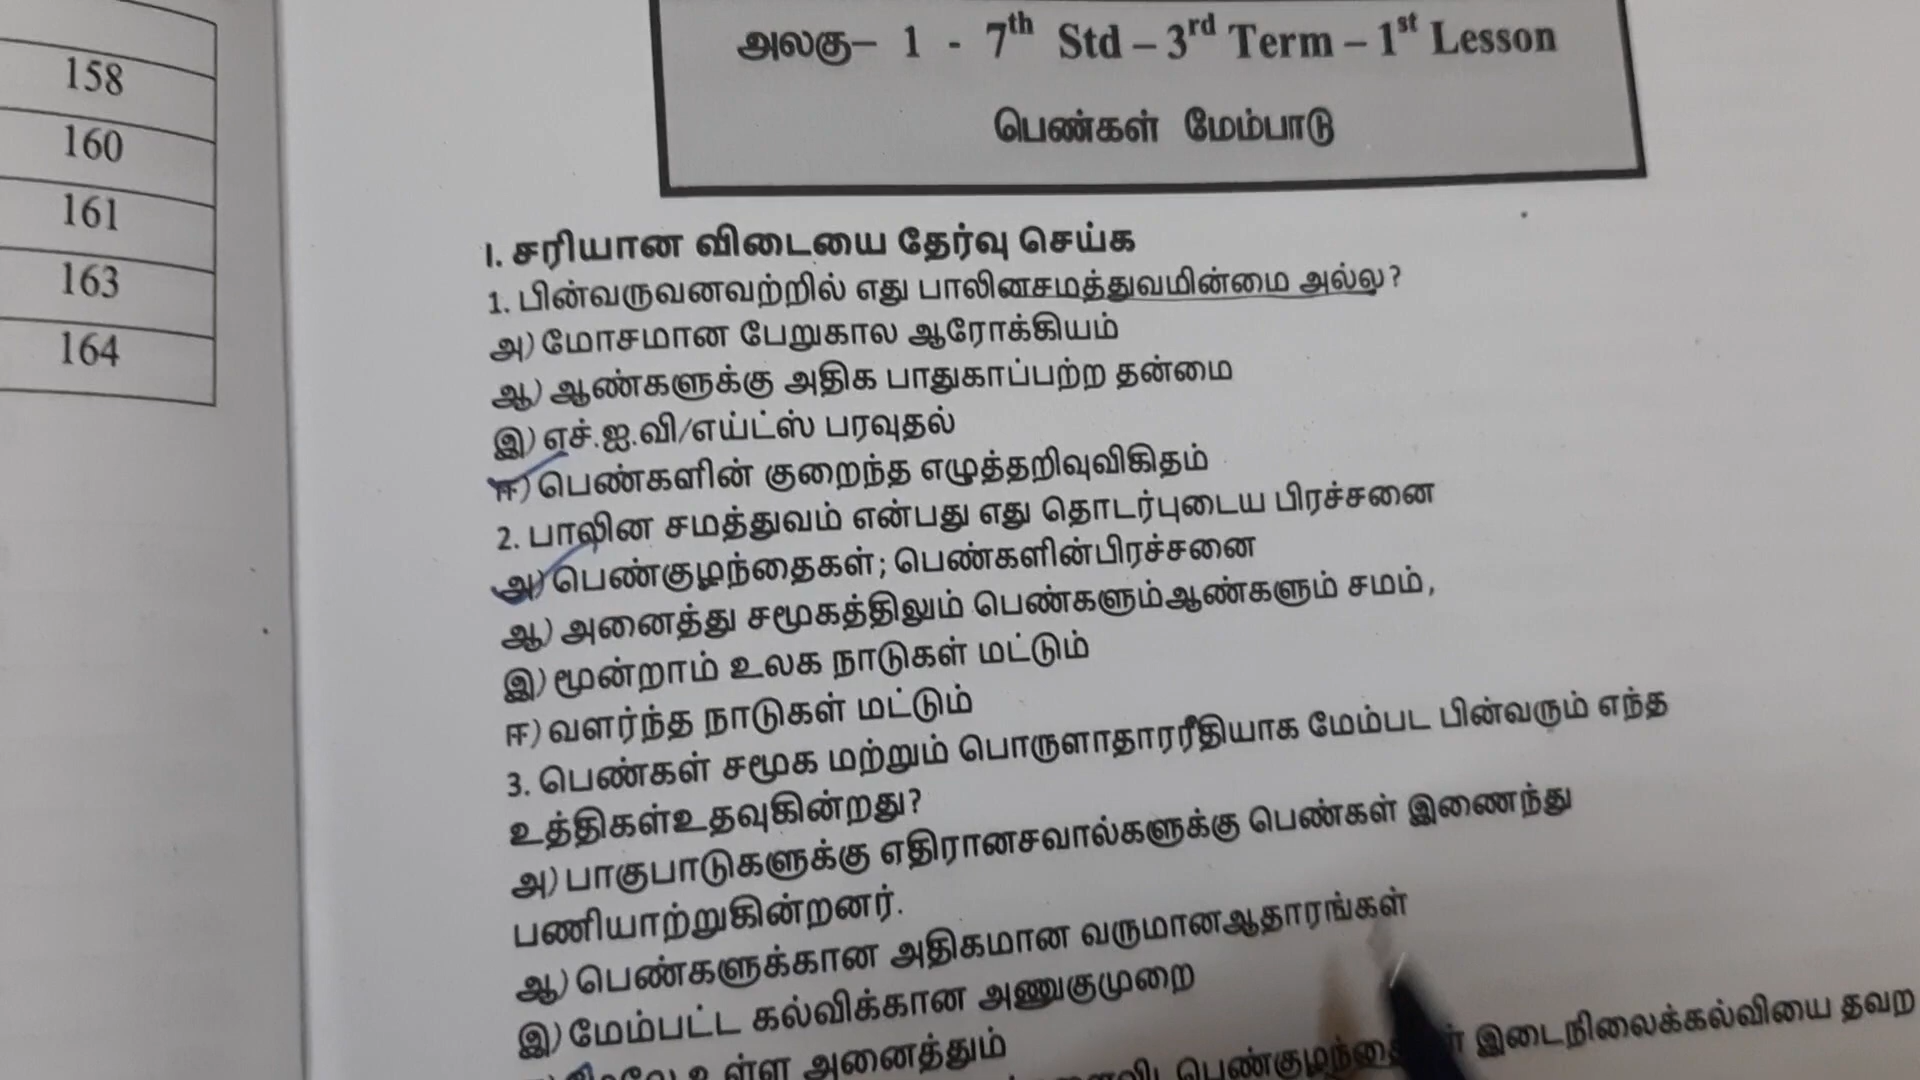 158
160
161
163
164
அலகு– 1 - 7th Std – 3rd Term – 1st Lesson
பெண்கள் மேம்பாடு
I. சரியான விடையை தேர்வு செய்க
1. பின்வருவனவற்றில் எது பாலினசமத்துவமின்மை அல்ல?
அ) மோசமான பேறுகால ஆரோக்கியம்
ஆ) ஆண்களுக்கு அதிக பாதுகாப்பற்ற தன்மை
இ) எச்.ஐ.வி/எய்ட்ஸ் பரவுதல்
ஈ) பெண்களின் குறைந்த எழுத்தறிவுவிகிதம்
2. பாலின சமத்துவம் என்பது எது தொடர்புடைய பிரச்சனை
அ) பெண்குழந்தைகள்; பெண்களின்பிரச்சனை
ஆ) அனைத்து சமூகத்திலும் பெண்களும்ஆண்களும் சமம்,
இ) மூன்றாம் உலக நாடுகள் மட்டும்
ஈ) வளர்ந்த நாடுகள் மட்டும்
3. பெண்கள் சமூக மற்றும் பொருளாதாரரீதியாக மேம்பட பின்வரும் எந்த
உத்திகள்உதவுகின்றது?
அ) பாகுபாடுகளுக்கு எதிரானசவால்களுக்கு பெண்கள் இணைந்து
பணியாற்றுகின்றனர்.
ஆ) பெண்களுக்கான அதிகமான வருமானஆதாரங்கள்
இ) மேம்பட்ட கல்விக்கான அணுகுமுறை
உள்ள அனைத்தும்
இடைநிலைக்கல்வியை தவற